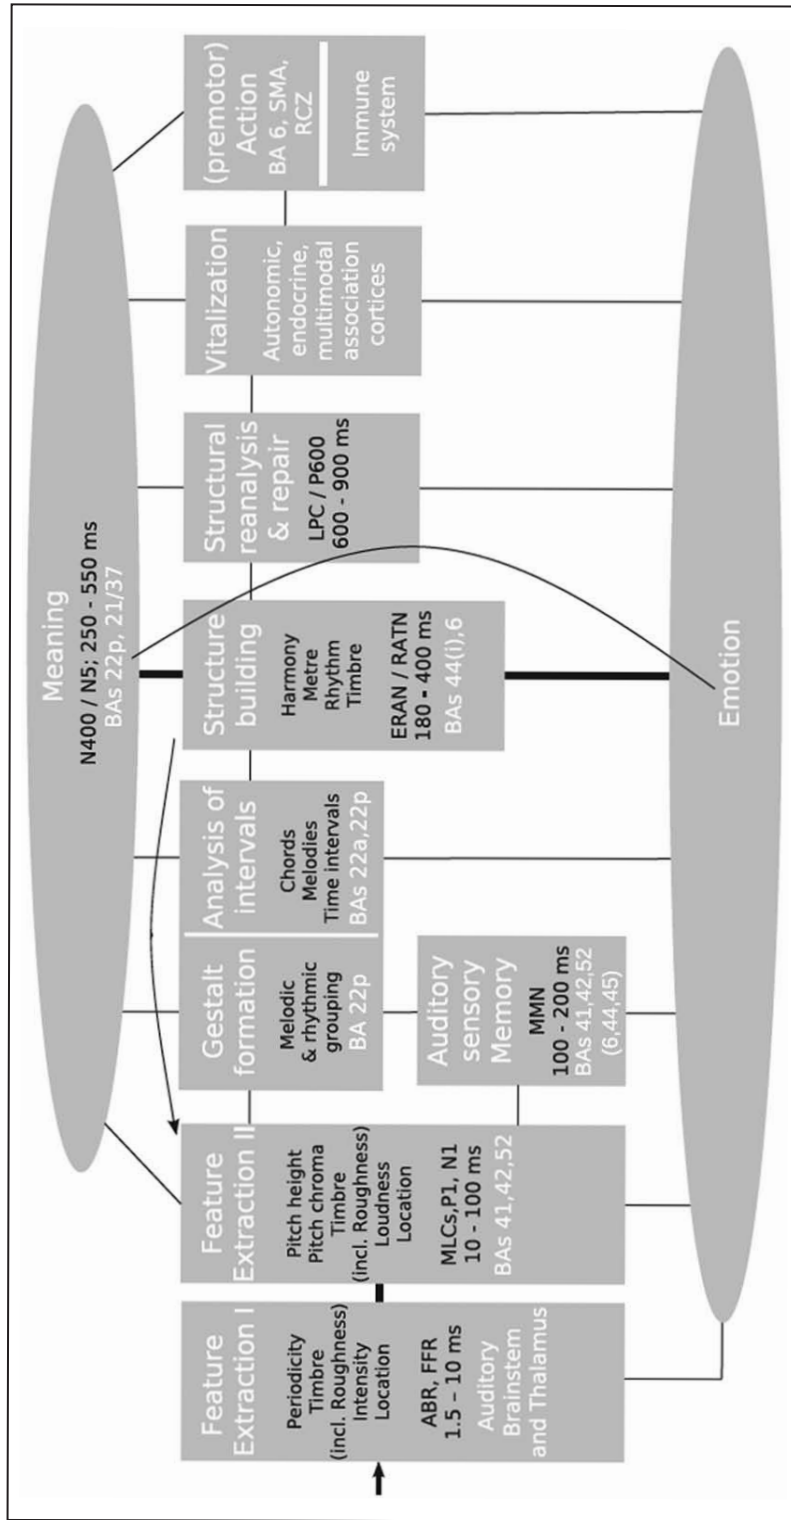 Meaning
N400 / N5; 250 - 550 ms
BAs 22p, 21/37
Feature
Extraction I
Periodicity
Timbre
(incl. Roughness)
Intensity
Location
ABR, FFR
1.5 – 10 ms
Auditory
Brainstem
and Thalamus
Feature
Extraction II
Pitch height
Pitch chroma
Timbre
(incl. Roughness)
Loudness
Location
MLCs,P1, N1
10 - 100 ms
BAs 41,42,52
Gestalt
formation
Melodic
& rhythmic
grouping
BA 22p
Analysis of
intervals
Chords
Melodies
Time intervals
BAs 22a,22p
Auditory
sensory
Memory
MMN
100 - 200 ms
BAs 41,42,52
(6,44,45)
Structure
building
Harmony
Metre
Rhythm
Timbre
ERAN / RATN
180 - 400 ms
BAs 44(i),6
Structural
reanalysis
& repair
LPC / P600
600 - 900 ms
Vitalization
Autonomic,
endocrine,
multimodal
association
cortices
(premotor)
Action
BA 6, SMA,
RCZ
Immune
system
Emotion